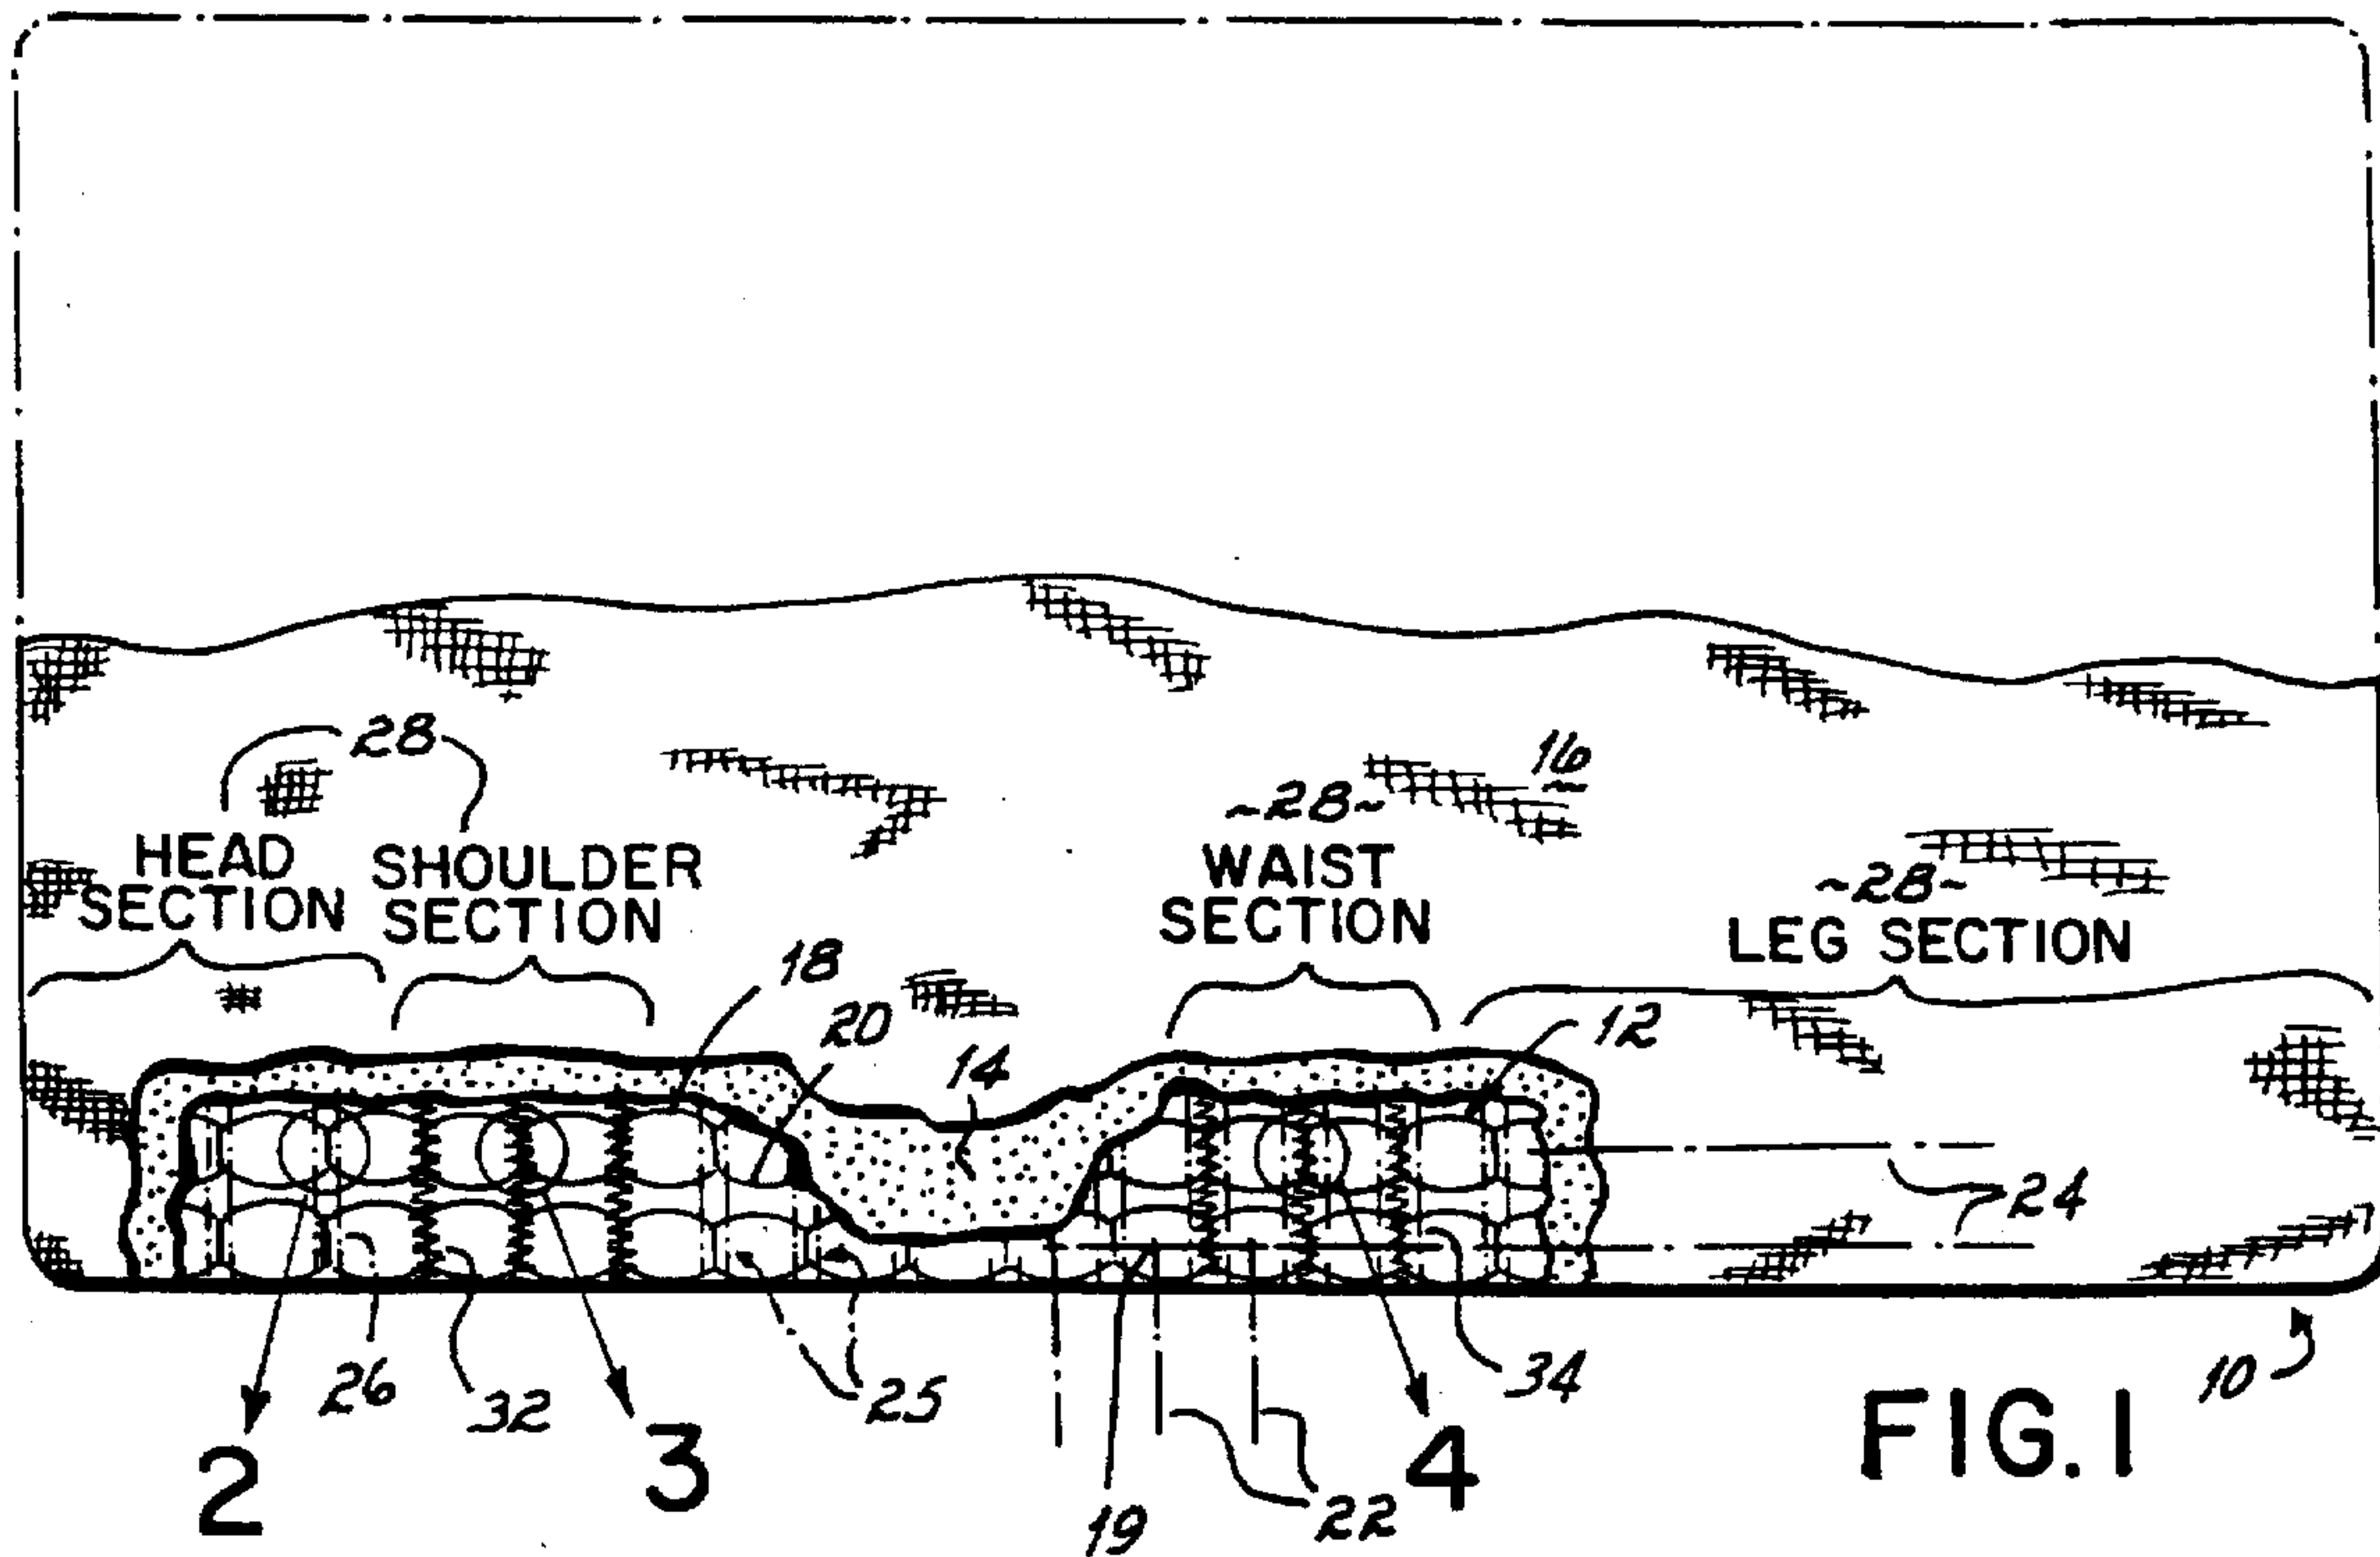 28
16
~28~
HEAD
SECTION
SHOULDER
SECTION
WAIST
SECTION
~28~
LEG SECTION
18
20
14
12
24
26
32
25
34
10
2
3
19
22
4
FIG. 1